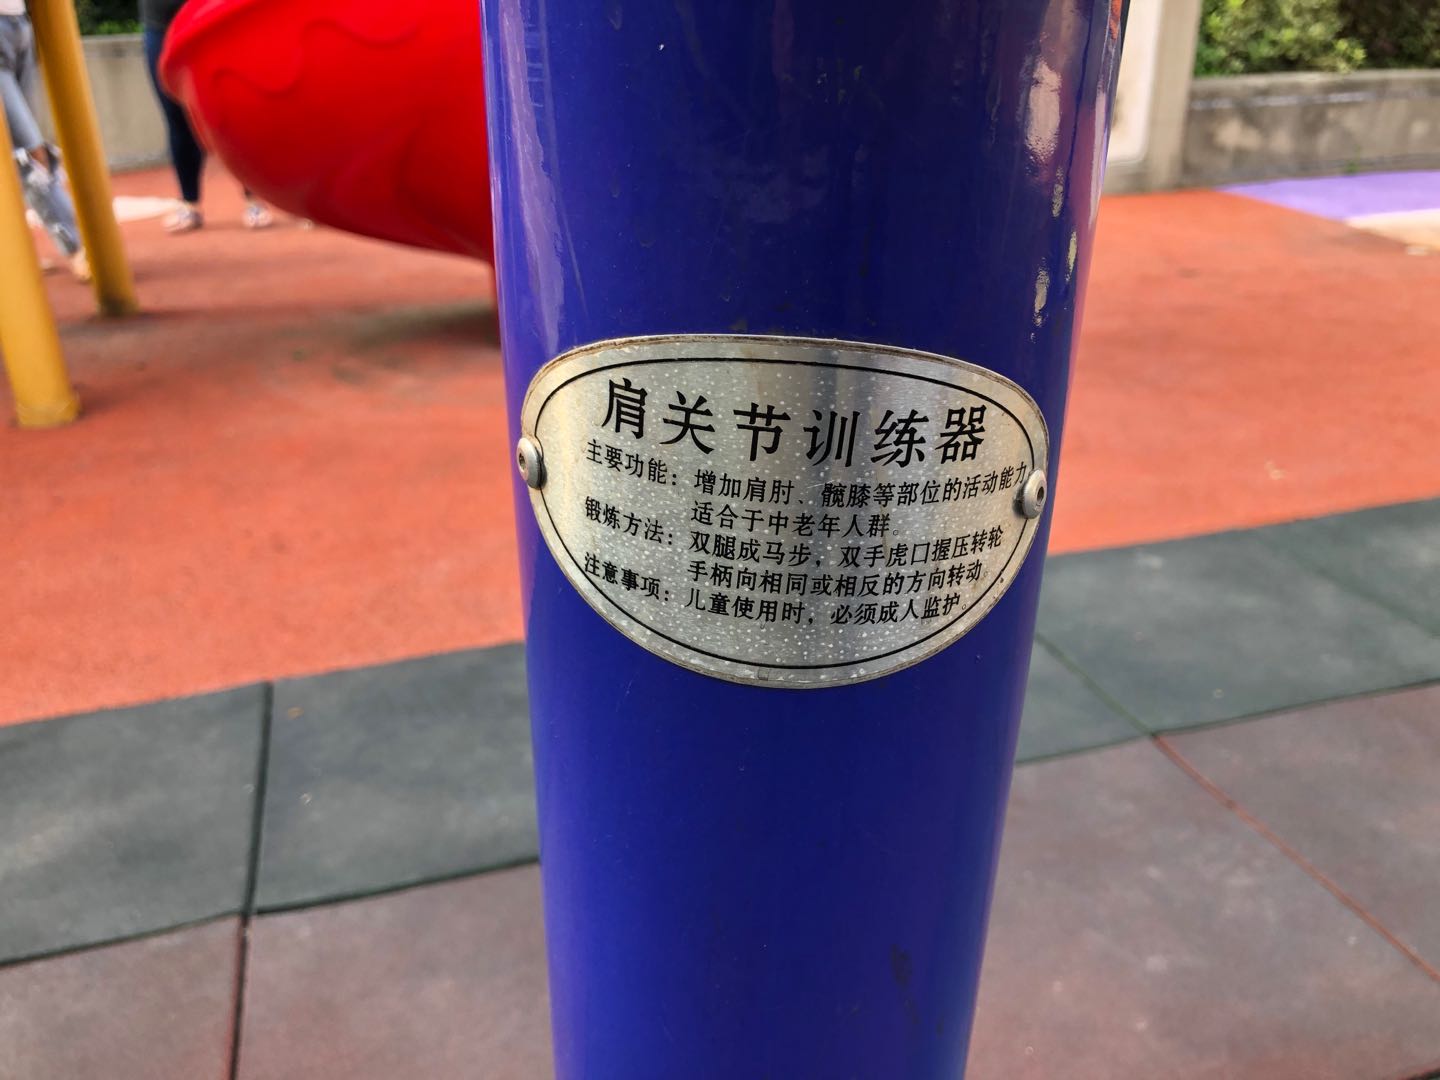 肩关节训练器
主要功能：增加肩肘、髋膝等部位的活动能力
适合于中老年人群。
锻炼方法：双腿成马步，双手虎口握压转轮
手柄向相同或相反的方向转动。
注意事项：儿童使用时，必须成人监护。